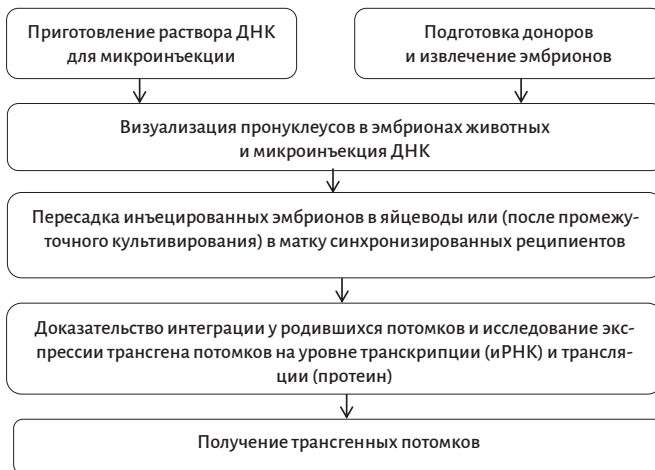 Приготовление раствора ДНК
для микроинъекции
Подготовка доноров
и извлечение эмбрионов
Визуализация пронуклеусов в эмбрионах животных
и микроинъекция ДНК
Пересадка инъецированных эмбрионов в яйцеводы или (после промежу-
точного культивирования) в матку синхронизированных реципиентов
Доказательство интеграции у родившихся потомков и исследование экс-
прессии трансгена потомков на уровне транскрипции (иРНК) и трансля-
ции (протеин)
Получение трансгенных потомков